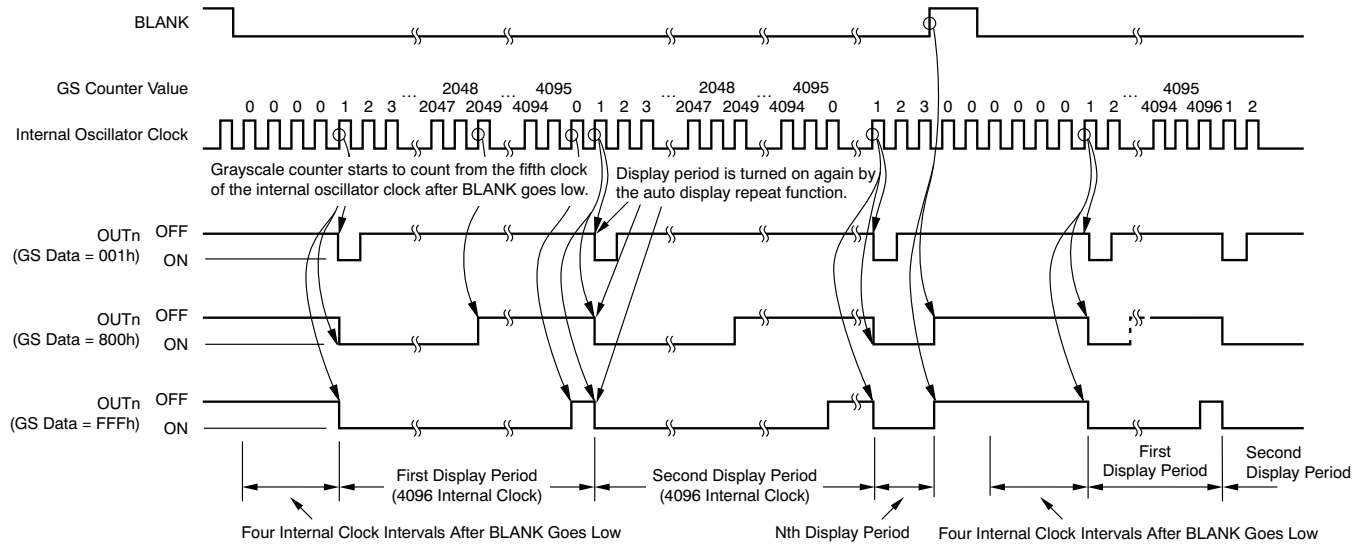 BLANK
GS Counter Value
... 2048 ... 4095 ... 2048 ... 4095 ... 4095
0 0 0 0 1 2 3 2047 2049 4094 0 1 2 3 2047 2049 4094 0 1 2 3 0 0 0 0 0 0 1 2 4094 4096 1 2
Internal Oscillator Clock
Grayscale counter starts to count from the fifth clock
of the internal oscillator clock after BLANK goes low.
Display period is turned on again by
the auto display repeat function.
OUTn
(GS Data = 001h)
OFF
ON
OUTn
(GS Data = 800h)
OFF
ON
OUTn
(GS Data = FFFh)
OFF
ON
First Display Period
(4096 Internal Clock)
Second Display Period
(4096 Internal Clock)
First
Display Period
Second
Display Period
Four Internal Clock Intervals After BLANK Goes Low
Nth Display Period
Four Internal Clock Intervals After BLANK Goes Low